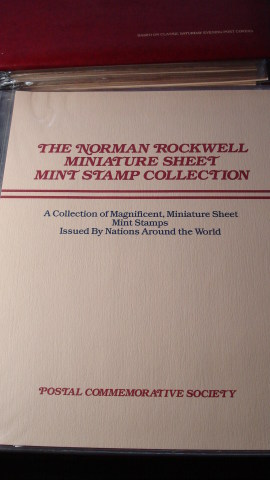 THE NORMAN ROCKWELL
MINIATURE SHEET
MINT STAMP COLLECTION
A Collection of Magnificent, Miniature Sheet
Mint Stamps
Issued By Nations Around the World
POSTAL COMMEMORATIVE SOCIETY